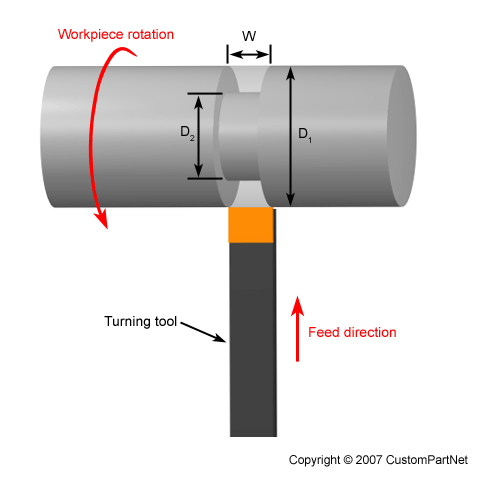 Workpiece rotation
W
D2
D1
Turning tool
Feed direction
Copyright © 2007 CustomPartNet